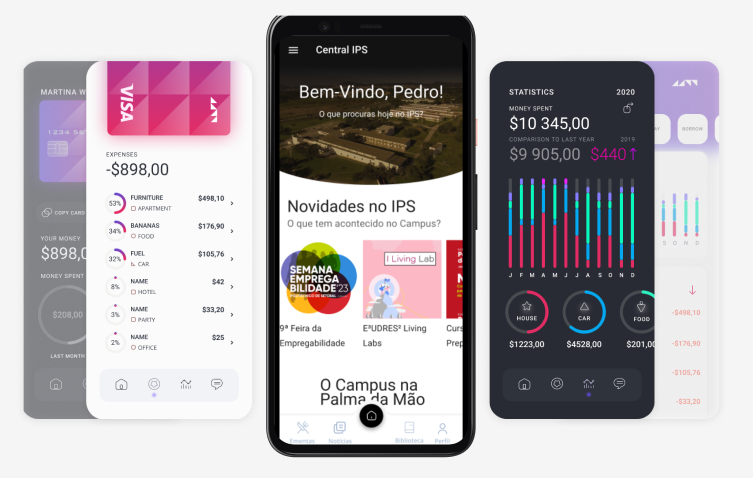 MARTINA W
1234 56
COPY CARD
YOUR MONEY
$898,0
MONEY SPENT
$208,00
LAST MONTH
VISA
EXPENSES
-$898,00
53%
FURNITURE
$498,10
APARTMENT
34%
BANANAS
$176,90
FOOD
32%
FUEL
$105,76
CAR
8%
NAME
$42
HOTEL
3%
NAME
$33,20
PARTY
2%
NAME
$25
OFFICE
Central IPS
Bem-Vindo, Pedro!
O que procuras hoje no IPS?
Novidades no IPS
O que tem acontecido no Campus?
SEMANA
EMPREGA
BILIDADE'23
POLITÉCNICO DE SETÚBAL
I Living Lab
9ª Feira da
Empregabilidade
E³UDRES² Living
Labs
Curs
Prep
O Campus na
Palma da Mão
Ementas
Notícias
Biblioteca
Perfil
STATISTICS
2020
MONEY SPENT
$10 345,00
COMPARISON TO LAST YEAR
2019
$9 905,00
$440↑
J F M A M J J A S O N D
HOUSE
CAR
FOOD
$1223,00
$4528,00
$201,00
BORROW
S O N D
-$498,10
-$176,90
-$105,76
-$33,20